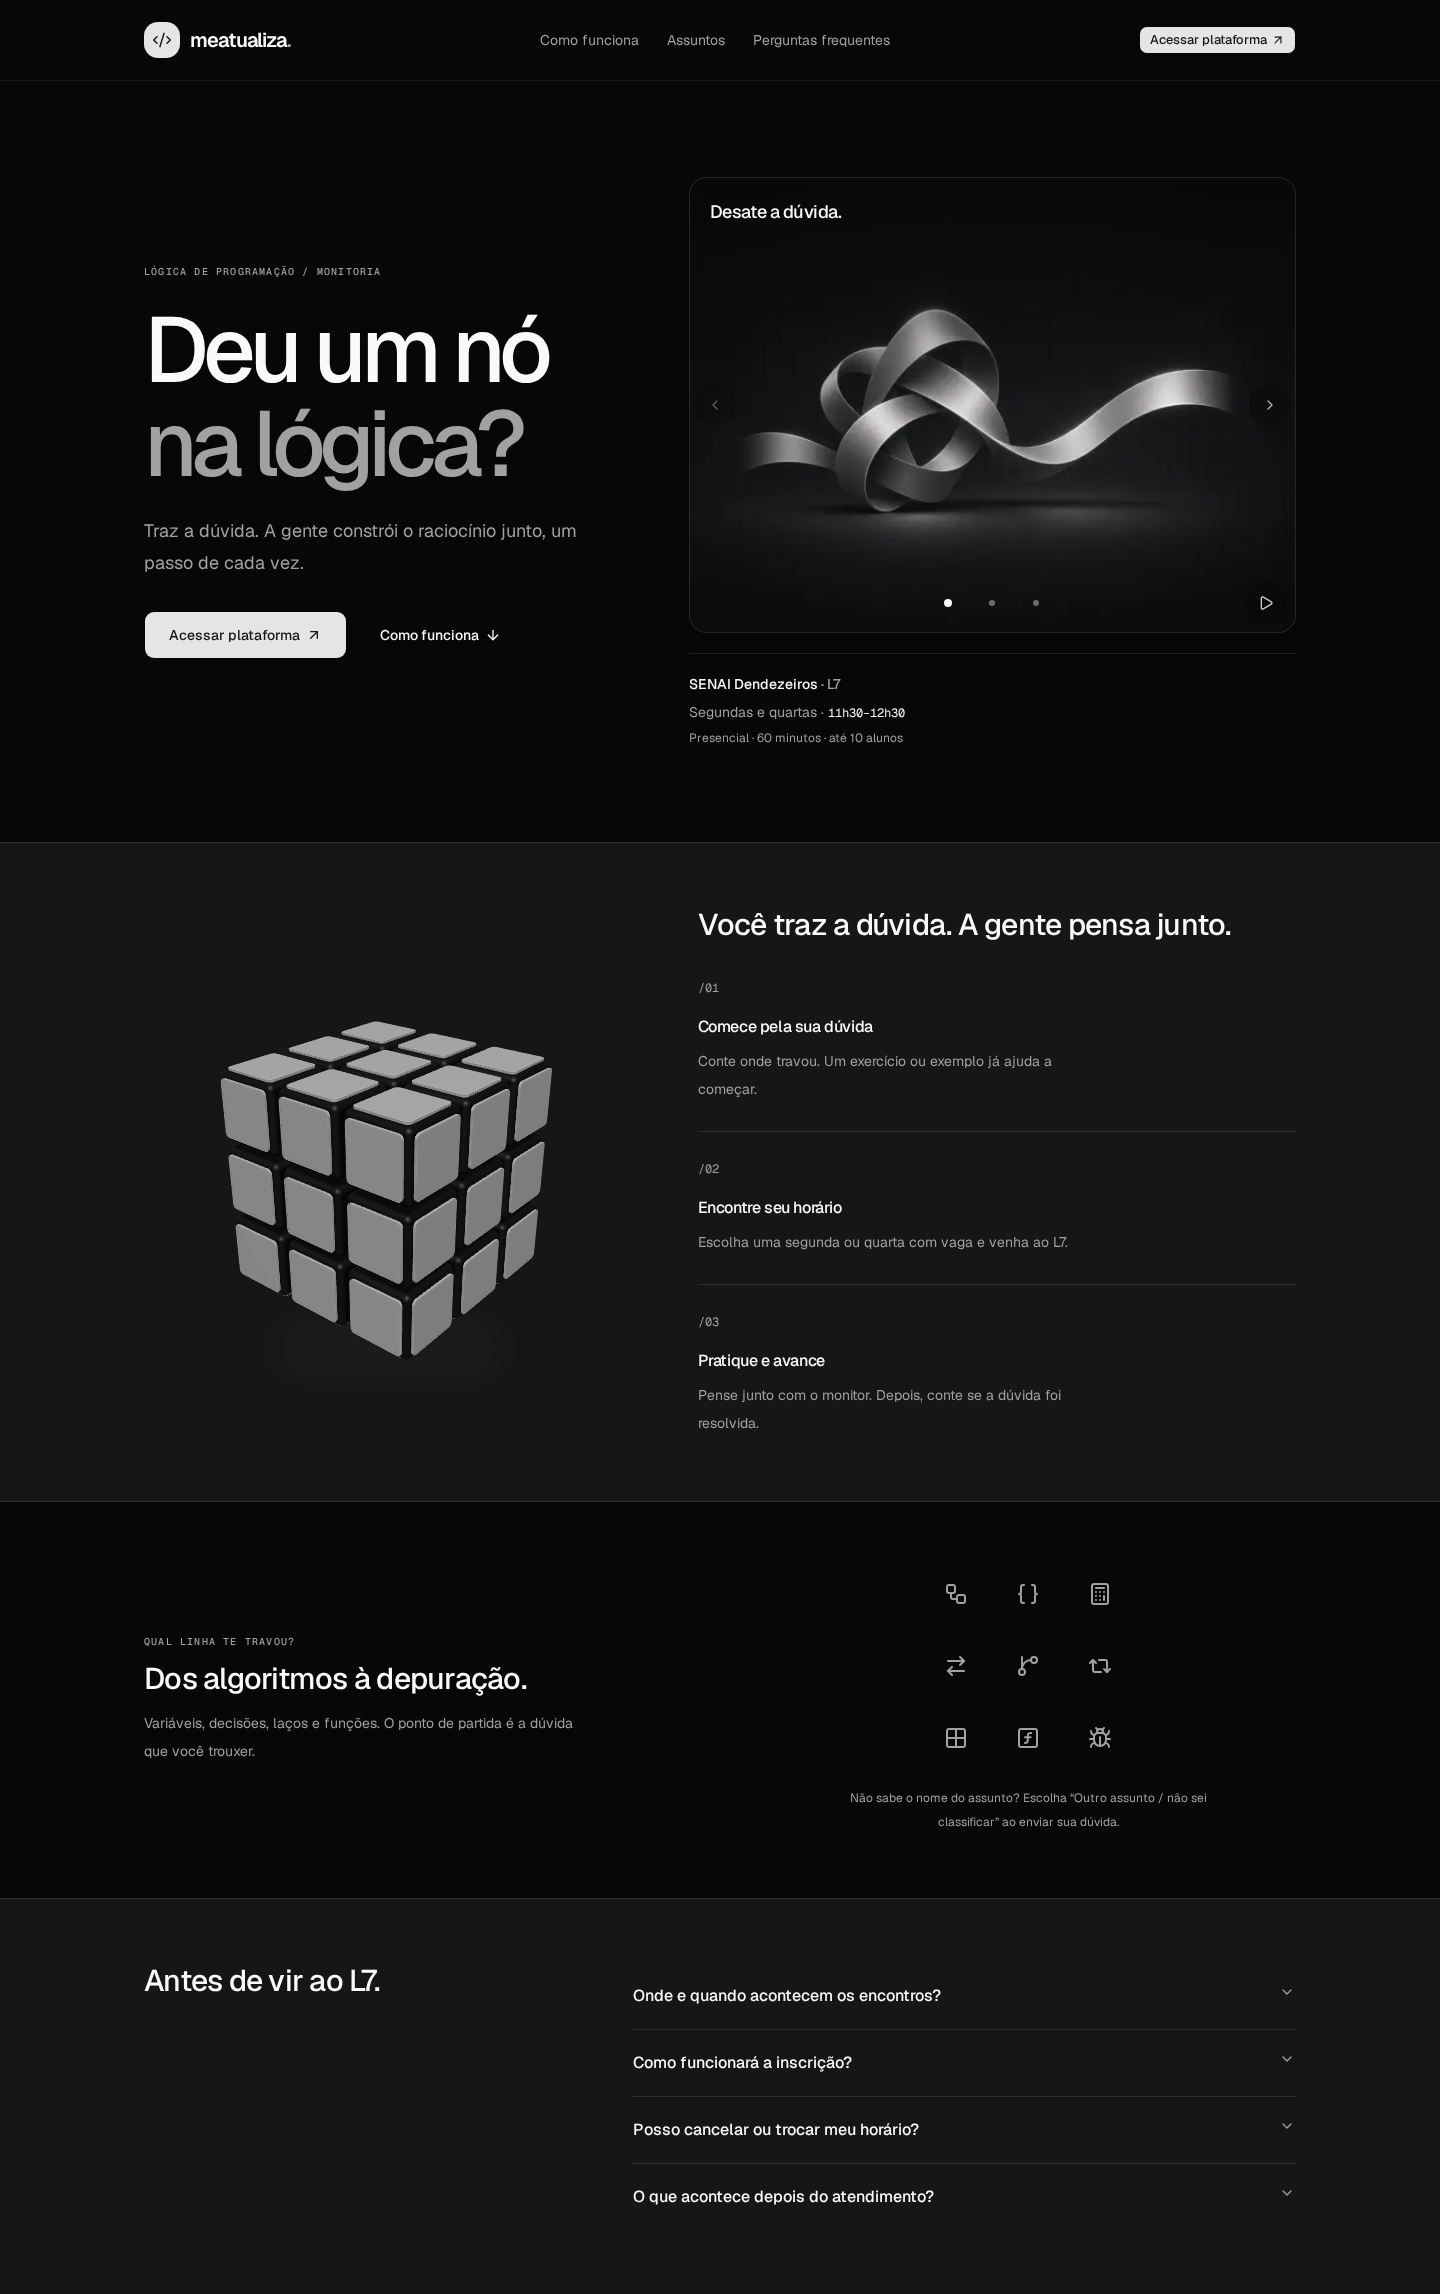 meatualiza.
Como funciona
Assuntos
Perguntas frequentes
Acessar plataforma
LÓGICA DE PROGRAMAÇÃO / MONITORIA
Deu um nó
na lógica?
Traz a dúvida. A gente constrói o raciocínio junto, um
passo de cada vez.
Acessar plataforma
Como funciona
Desate a dúvida.
SENAI Dendezeiros · L7
Segundas e quartas · 11h30–12h30
Presencial · 60 minutos · até 10 alunos
Você traz a dúvida. A gente pensa junto.
/01
Comece pela sua dúvida
Conte onde travou. Um exercício ou exemplo já ajuda a
começar.
/02
Encontre seu horário
Escolha uma segunda ou quarta com vaga e venha ao L7.
/03
Pratique e avance
Pense junto com o monitor. Depois, conte se a dúvida foi
resolvida.
QUAL LINHA TE TRAVOU?
Dos algoritmos à depuração.
Variáveis, decisões, laços e funções. O ponto de partida é a dúvida
que você trouxer.
Não sabe o nome do assunto? Escolha “Outro assunto / não sei
classificar” ao enviar sua dúvida.
Antes de vir ao L7.
Onde e quando acontecem os encontros?
Como funcionará a inscrição?
Posso cancelar ou trocar meu horário?
O que acontece depois do atendimento?